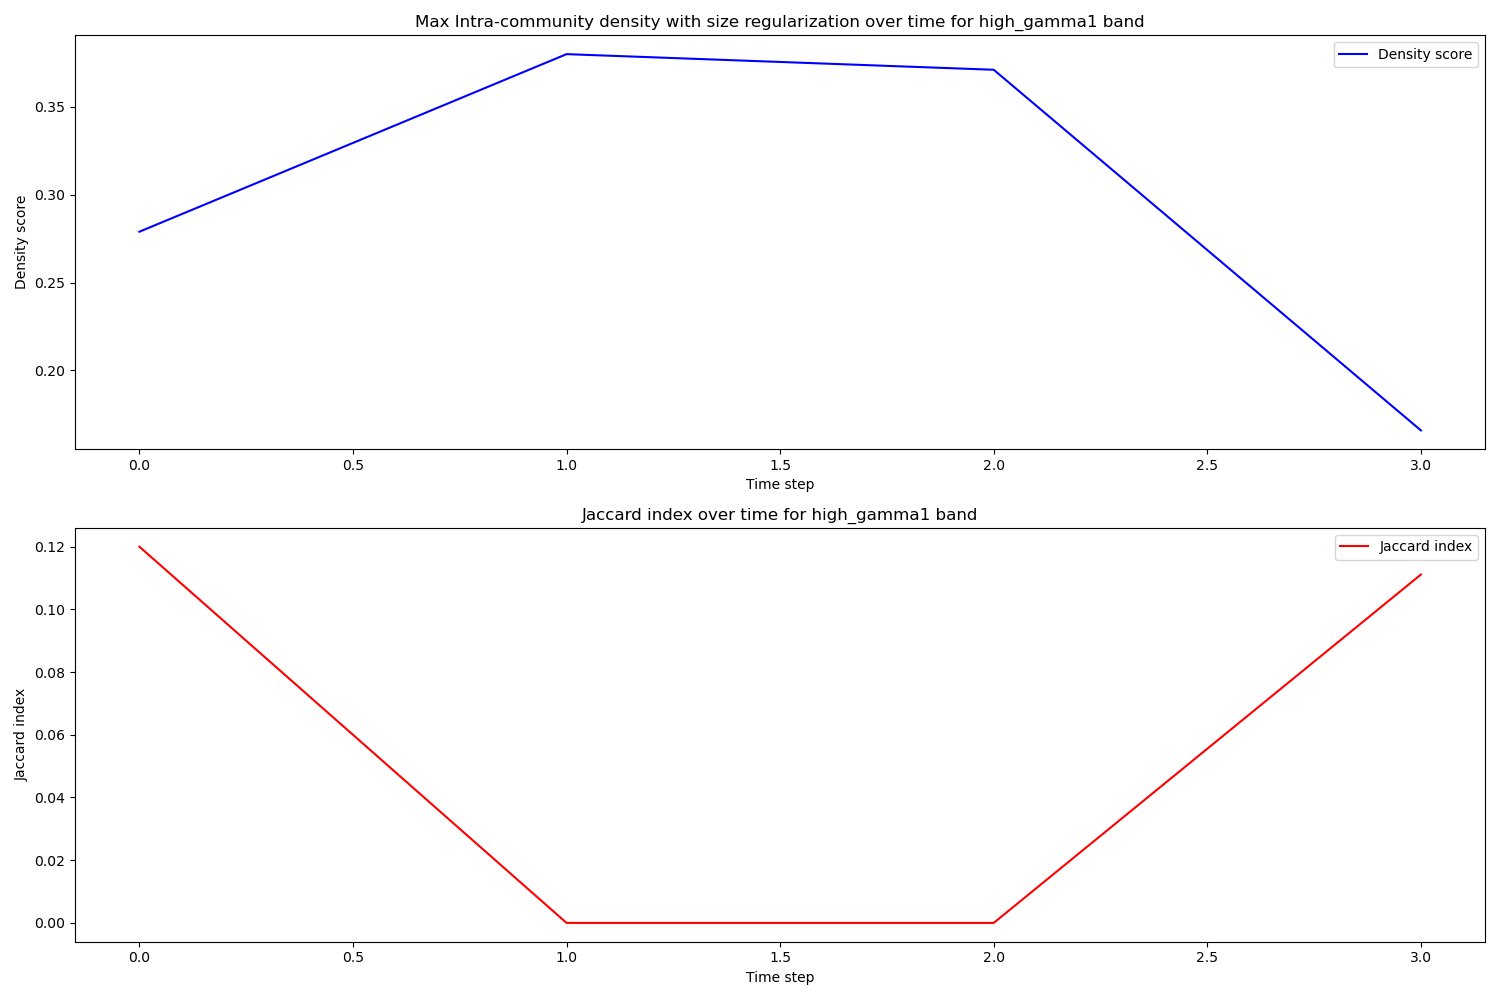 Max Intra-community density with size regularization over time for high_gamma1 band
Density score
0.35
0.30
0.25
0.20
Density score
0.0 0.5 1.0 1.5 2.0 2.5 3.0
Time step
Jaccard index over time for high_gamma1 band
Jaccard index
0.12
0.10
0.08
0.06
0.04
0.02
0.00
Jaccard index
0.0 0.5 1.0 1.5 2.0 2.5 3.0
Time step